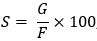 S = G/F × 100.